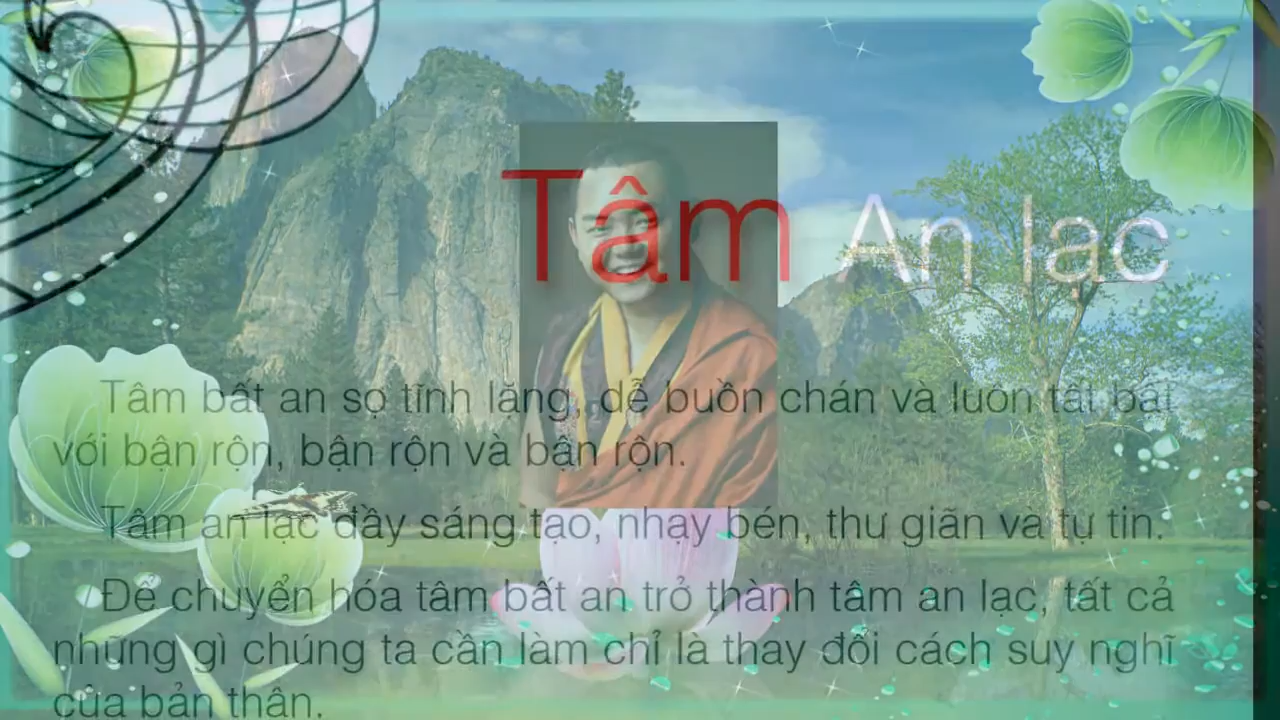 Tâm An lạc
Tâm bất an sợ tĩnh lặng, dễ buồn chán và luôn tất bật
với bận rộn, bận rộn và bận rộn.
Tâm an lạc đầy sáng tạo, nhạy bén, thư giãn và tự tin.
Để chuyển hóa tâm bất an trở thành tâm an lạc, tất cả
những gì chúng ta cần làm chỉ là thay đổi cách suy nghĩ
của bản thân.